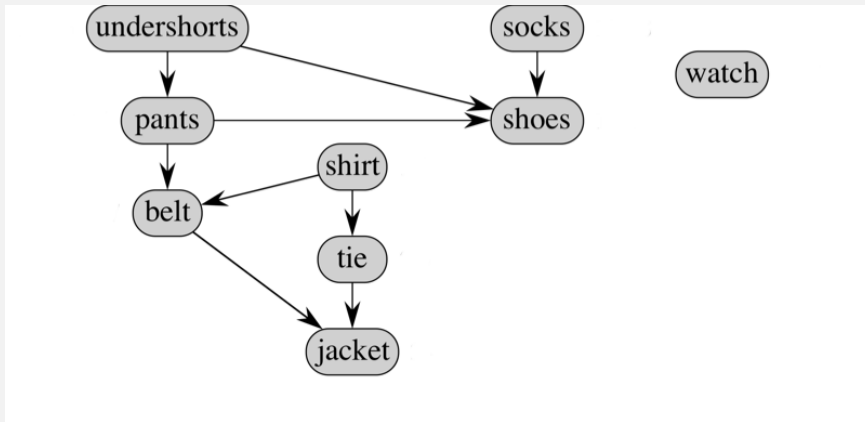 undershorts
socks
watch
pants
shoes
shirt
belt
tie
jacket